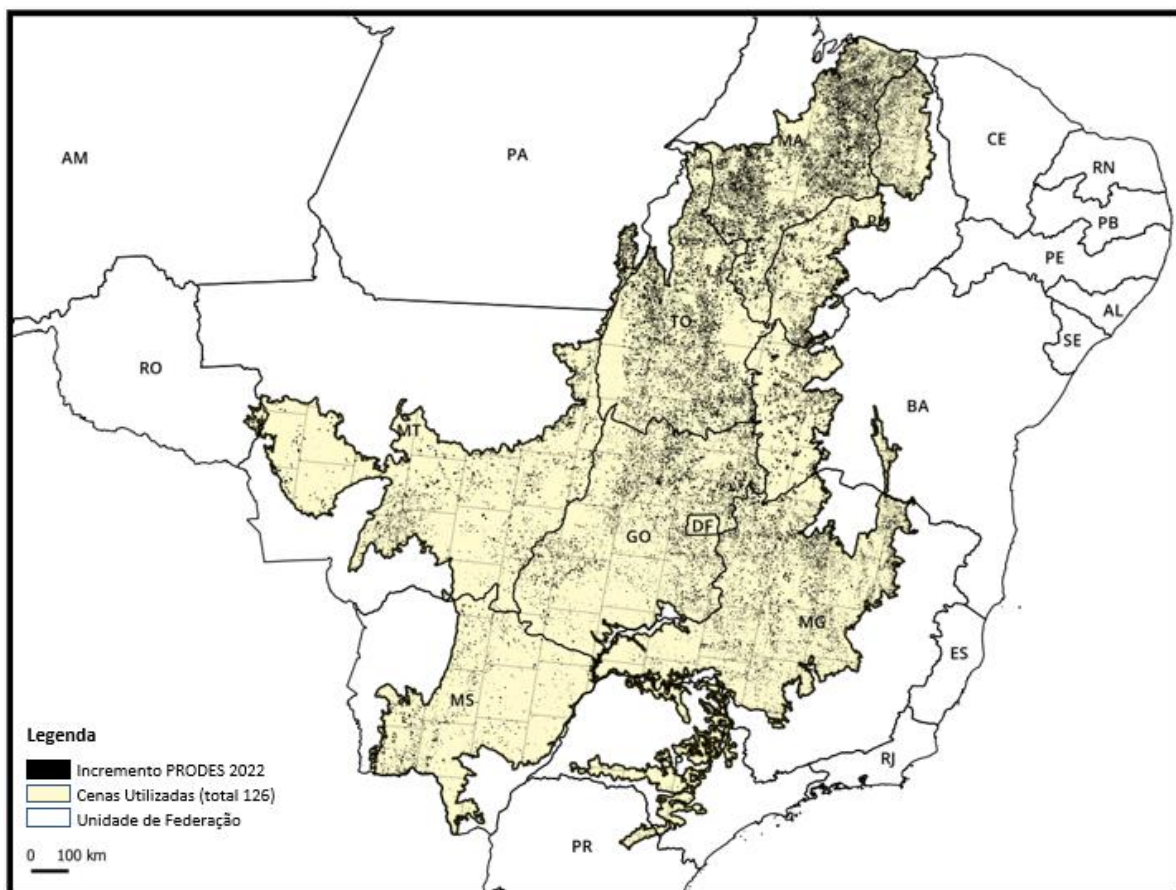 AM
PA
MA
CE
RN
PB
PE
AL
SE
TO
RO
BA
MT
DF
GO
MG
ES
MS
RJ
PR
Legenda
Incremento PRODES 2022
Cenas Utilizadas (total 126)
Unidade de Federação
0 100 km